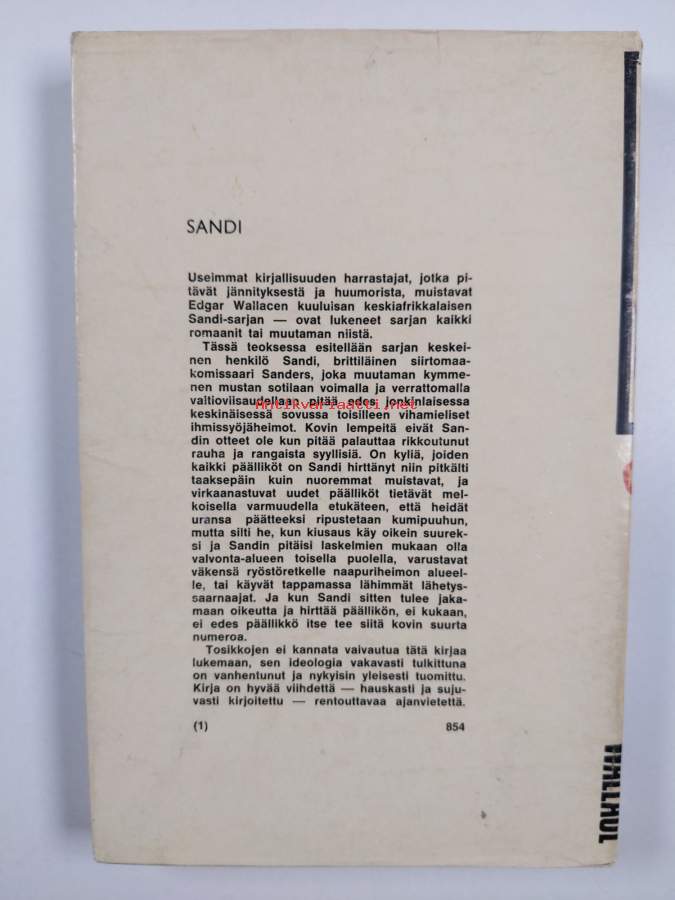 SANDI
Useimmat kirjallisuuden harrastajat, jotka pi-
tävät jännityksestä ja huumorista, muistavat
Edgar Wallacen kuuluisan keskiafrikkalaisen
Sandi-sarjan — ovat lukeneet sarjan kaikki
romaanit tai muutaman niistä.
Tässä teoksessa esitellään sarjan keskei-
nen henkilö Sandi, brittiläinen siirtomaa-
komissaari Sanders, joka muutaman kymme-
nen mustan sotilaan voimalla ja verrattomalla
valtioviisaudellaan pitää edes jonkinlaisessa
Antikvariaatti.net
keskinäisessä sovussa toisilleen vihamieliset
ihmissyöjäheimot. Kovin lempeitä eivät San-
din otteet ole kun pitää palauttaa rikkoutunut
rauha ja rangaista syyllisiä. On kyliä, joiden
kaikki päälliköt on Sandi hirttänyt niin pitkälti
taaksepäin kuin nuoremmat muistavat, ja
virkaanastuvat uudet päälliköt tietävät mel-
koisella varmuudella etukäteen, että heidät
uransa päätteeksi ripustetaan kumipuuhun,
mutta silti he, kun kiusaus käy oikein suurek-
si ja Sandin pitäisi laskelmien mukaan olla
valvonta-alueen toisella puolella, varustavat
väkensä ryöstöretkelle naapuriheimon alueel-
le, tai käyvät tappamassa lähimmät lähetys-
saarnaajat. Ja kun Sandi sitten tulee jaka-
maan oikeutta ja hirttää päällikön, ei kukaan,
ei edes päällikkö itse tee siitä kovin suurta
numeroa.
Tosikkojen ei kannata vaivautua tätä kirjaa
lukemaan, sen ideologia vakavasti tulkittuna
on vanhentunut ja nykyisin yleisesti tuomittu.
Kirja on hyvää viihdettä — hauskasti ja suju-
vasti kirjoitettu — rentouttavaa ajanvietettä.
(1) 854